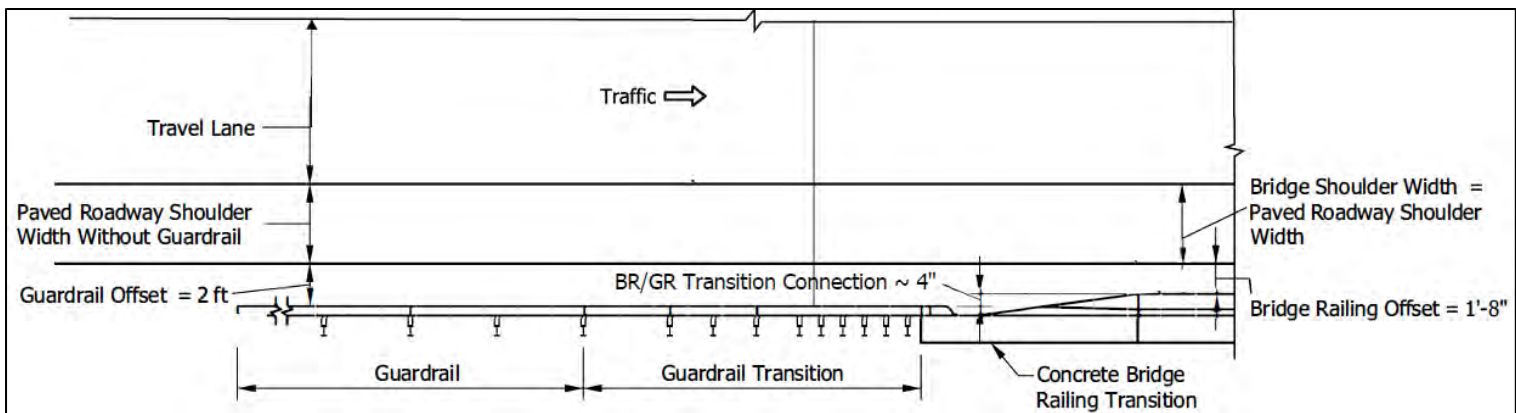 Traffic
Travel Lane
Paved Roadway Shoulder
Width Without Guardrail
Bridge Shoulder Width =
Paved Roadway Shoulder
Width
Guardrail Offset = 2 ft
BR/GR Transition Connection ~ 4"
Bridge Railing Offset = 1'-8"
Guardrail
Guardrail Transition
Concrete Bridge
Railing Transition